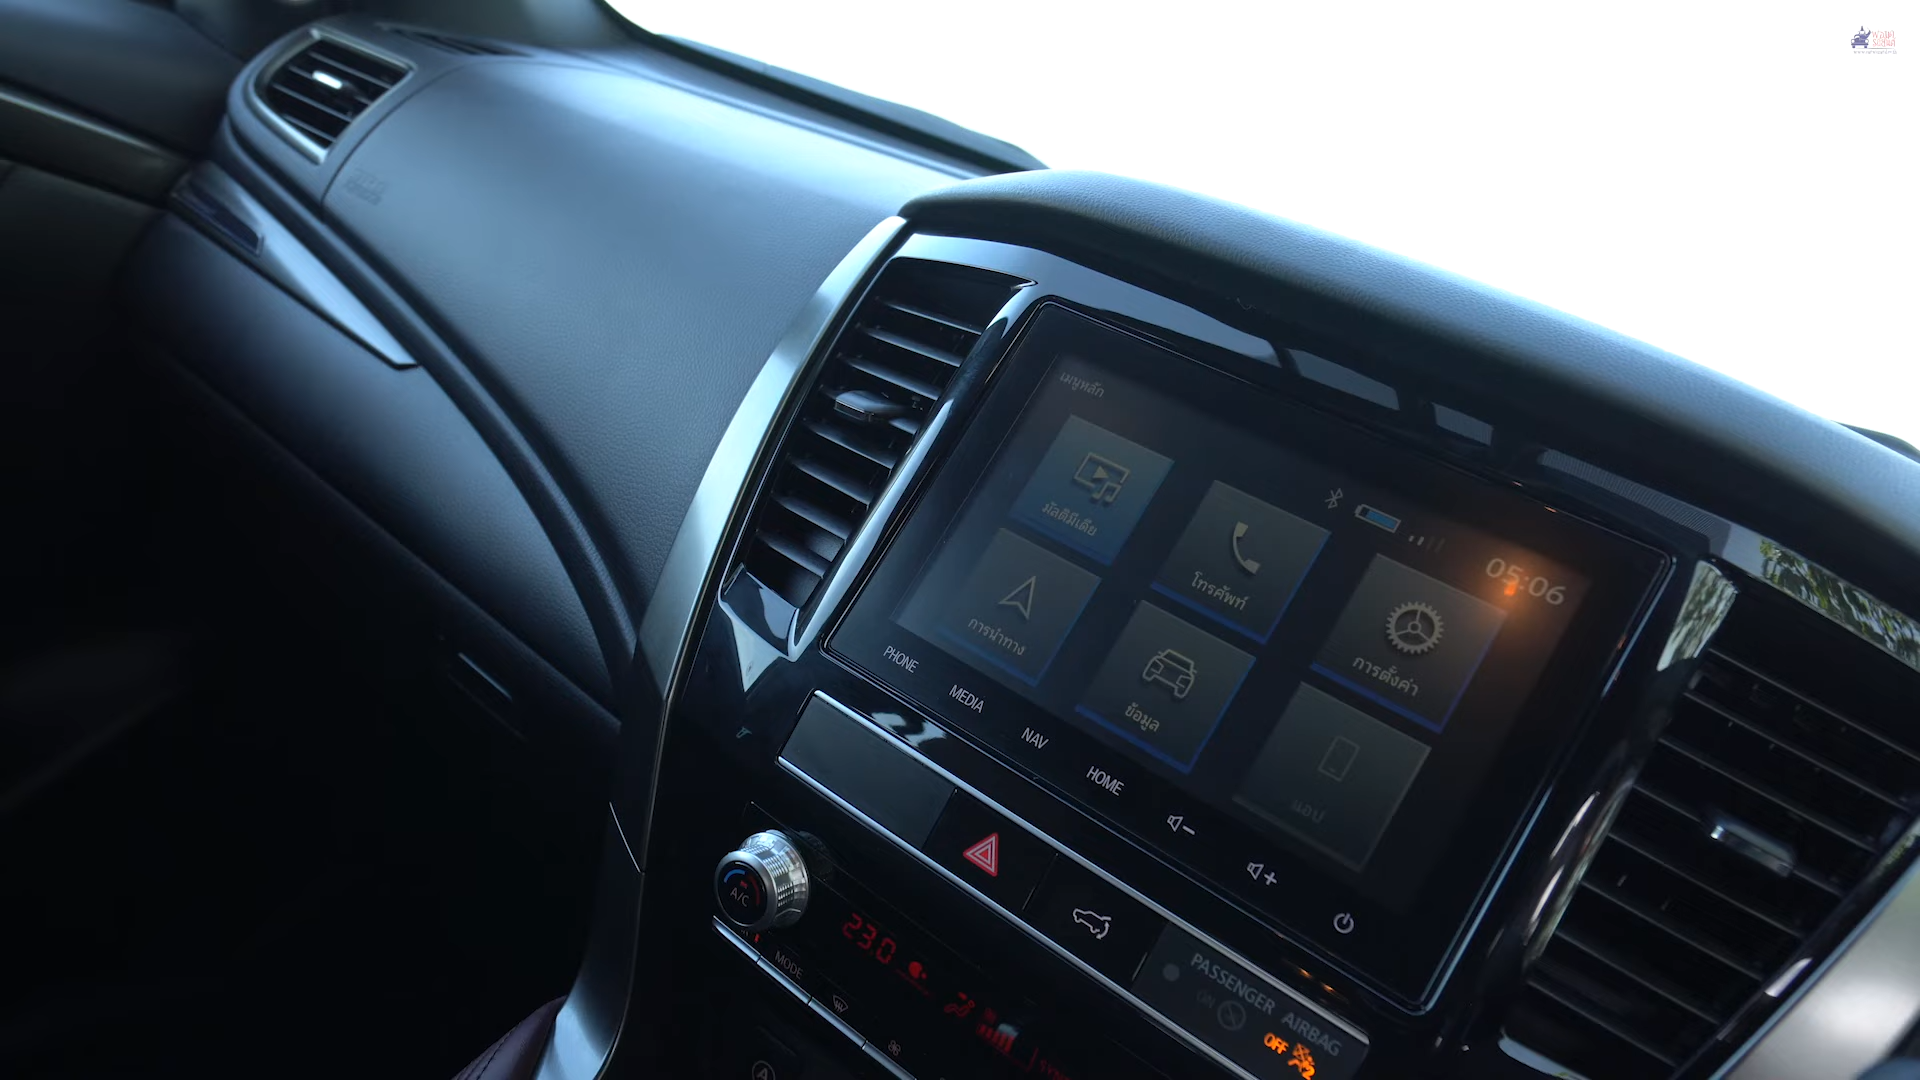 เมนูหลัก
05:06
มัลติมีเดีย
โทรศัพท์
การตั้งค่า
การนำทาง
ข้อมูล
แอป
PHONE
MEDIA
NAV
HOME
A/C
23.0
MODE
PASSENGER AIRBAG
ON
OFF
2
A